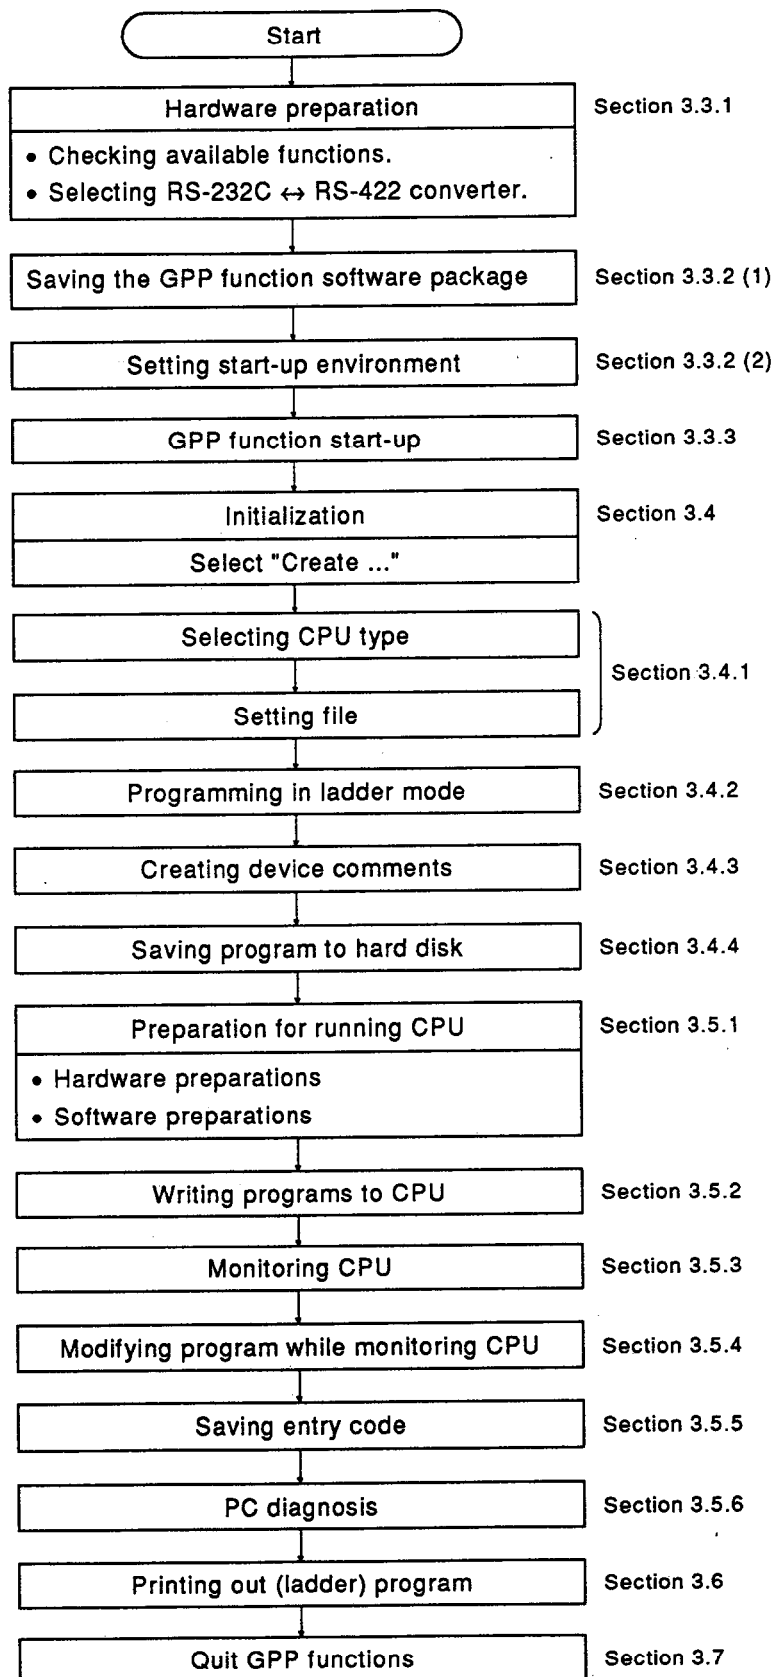 Start
Hardware preparation Section 3.3.1
• Checking available functions.
• Selecting RS-232C ↔ RS-422 converter.
Saving the GPP function software package Section 3.3.2 (1)
Setting start-up environment Section 3.3.2 (2)
GPP function start-up Section 3.3.3
Initialization Section 3.4
Select "Create ..."
Selecting CPU type
Section 3.4.1
Setting file
Programming in ladder mode Section 3.4.2
Creating device comments Section 3.4.3
Saving program to hard disk Section 3.4.4
Preparation for running CPU Section 3.5.1
• Hardware preparations
• Software preparations
Writing programs to CPU Section 3.5.2
Monitoring CPU Section 3.5.3
Modifying program while monitoring CPU Section 3.5.4
Saving entry code Section 3.5.5
PC diagnosis Section 3.5.6
Printing out (ladder) program Section 3.6
Quit GPP functions Section 3.7